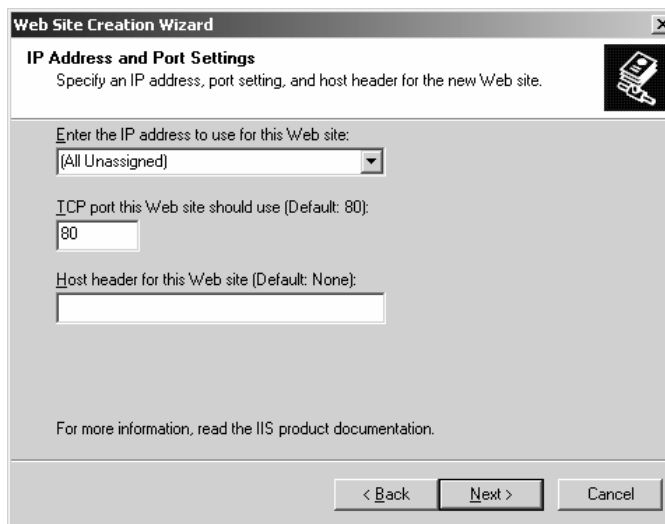 Web Site Creation Wizard
IP Address and Port Settings
Specify an IP address, port setting, and host header for the new Web site.
Enter the IP address to use for this Web site:
(All Unassigned)
TCP port this Web site should use (Default: 80):
80
Host header for this Web site (Default: None):
For more information, read the IIS product documentation.
< Back Next > Cancel